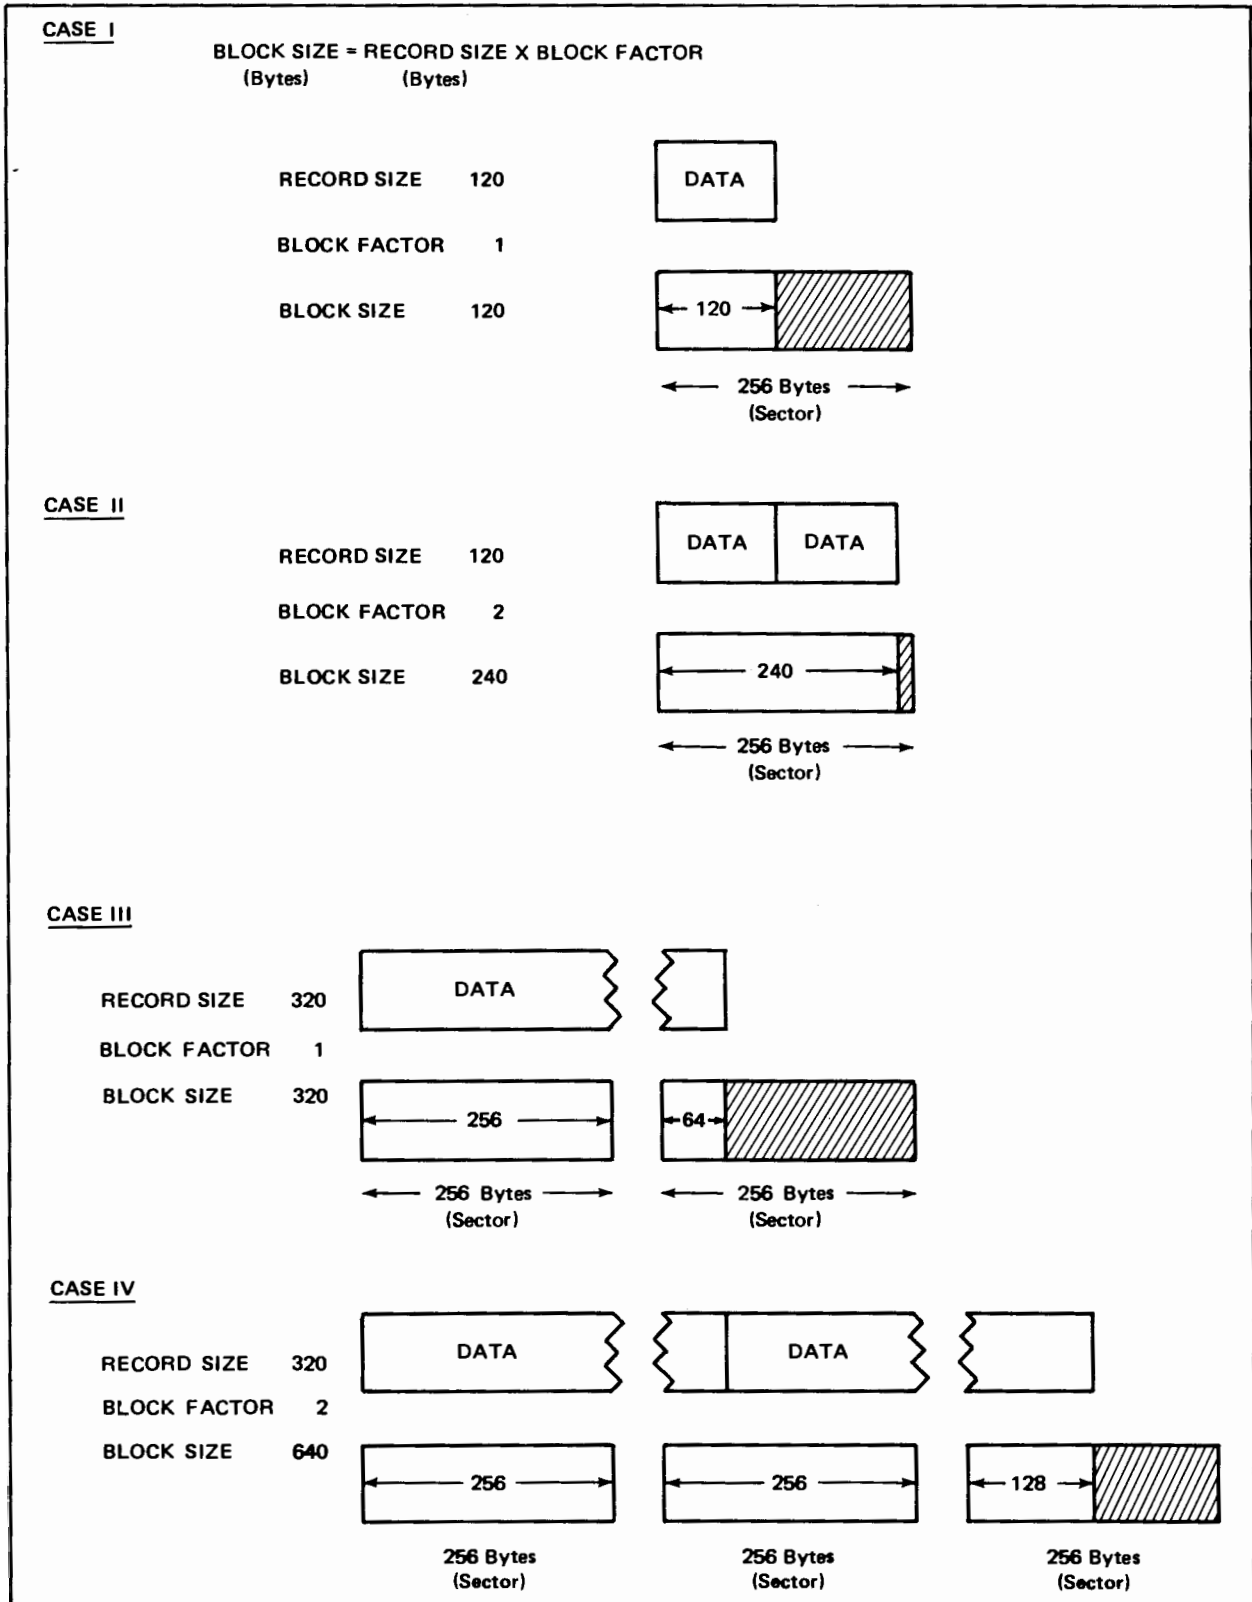 CASE I
BLOCK SIZE = RECORD SIZE X BLOCK FACTOR
(Bytes) (Bytes)
RECORD SIZE 120
DATA
BLOCK FACTOR 1
BLOCK SIZE 120
120
256 Bytes
(Sector)
CASE II
RECORD SIZE 120
DATA DATA
BLOCK FACTOR 2
BLOCK SIZE 240
240
256 Bytes
(Sector)
CASE III
RECORD SIZE 320
DATA
BLOCK FACTOR 1
BLOCK SIZE 320
256 64
256 Bytes 256 Bytes
(Sector) (Sector)
CASE IV
RECORD SIZE 320
DATA DATA
BLOCK FACTOR 2
BLOCK SIZE 640
256 256 128
256 Bytes 256 Bytes 256 Bytes
(Sector) (Sector) (Sector)